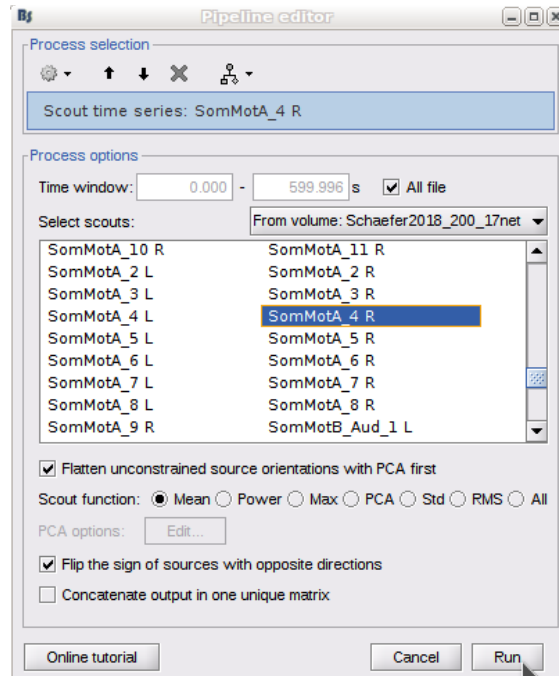 Bs Pipeline editor
Process selection
Scout time series: SomMotA_4 R
Process options
Time window: 0.000 - 599.996 s All file
Select scouts: From volume: Schaefer2018_200_17net
SomMotA_10 R SomMotA_11 R
SomMotA_2 L SomMotA_2 R
SomMotA_3 L SomMotA_3 R
SomMotA_4 L SomMotA_4 R
SomMotA_5 L SomMotA_5 R
SomMotA_6 L SomMotA_6 R
SomMotA_7 L SomMotA_7 R
SomMotA_8 L SomMotA_8 R
SomMotA_9 R SomMotB_Aud_1 L
Flatten unconstrained source orientations with PCA first
Scout function: Mean Power Max PCA Std RMS All
PCA options: Edit...
Flip the sign of sources with opposite directions
Concatenate output in one unique matrix
Online tutorial Cancel Run